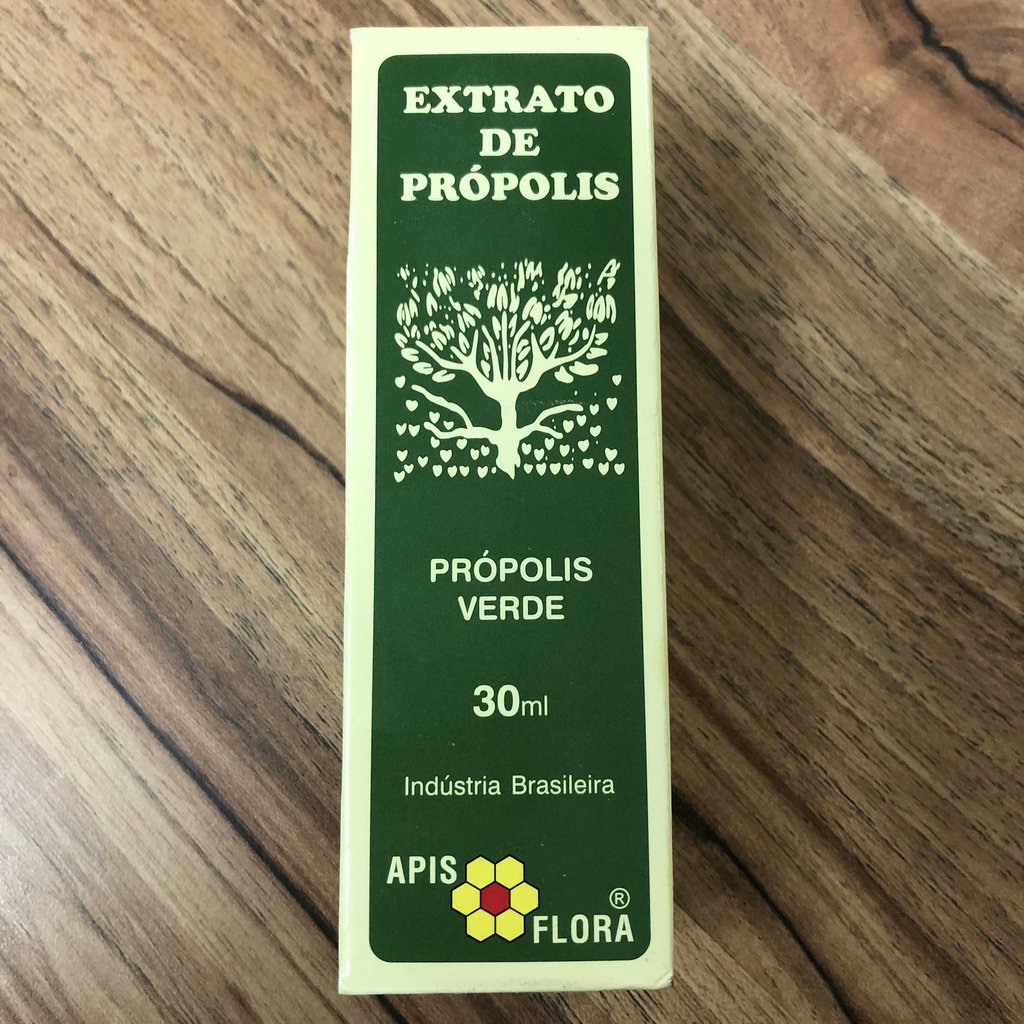 EXTRATO
DE
PRÓPOLIS
PRÓPOLIS
VERDE
30ml
Indústria Brasileira
APIS
FLORA ®